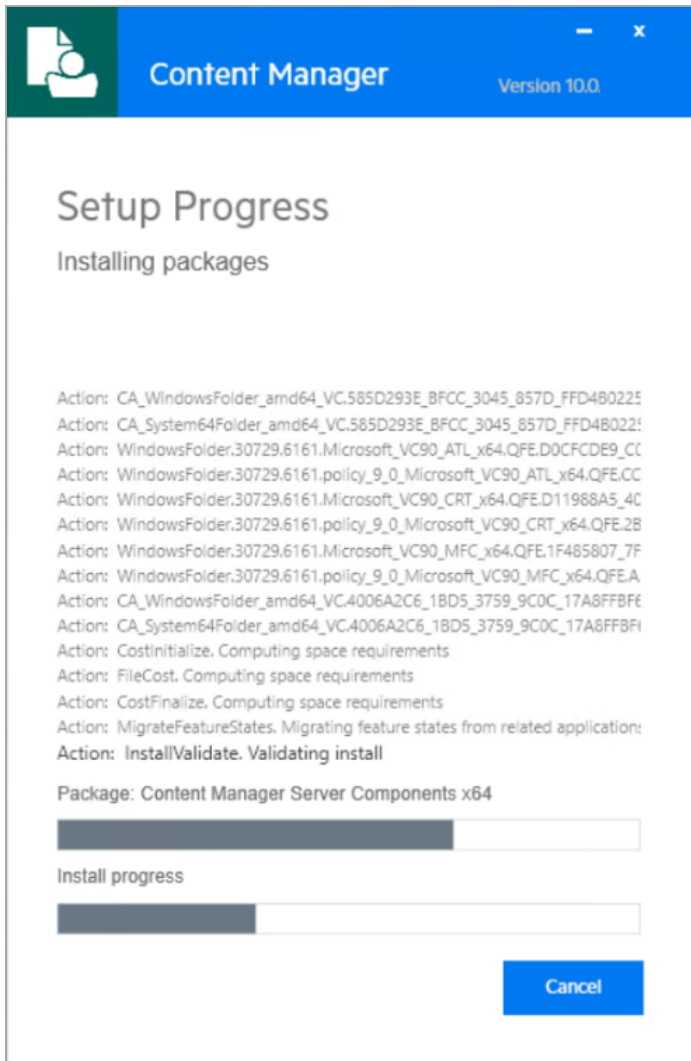 Content Manager
Version 10.0.
Setup Progress
Installing packages
Action: CA_WindowsFolder_amd64_VC.585D293E_BFCC_3045_857D_FFD4B0225
Action: CA_System64Folder_amd64_VC.585D293E_BFCC_3045_857D_FFD4B0225
Action: WindowsFolder.30729.6161.Microsoft_VC90_ATL_x64.QFE.D0CFCDE9_C0
Action: WindowsFolder.30729.6161.policy_9_0_Microsoft_VC90_ATL_x64.QFE.CC
Action: WindowsFolder.30729.6161.Microsoft_VC90_CRT_x64.QFE.D11988A5_40
Action: WindowsFolder.30729.6161.policy_9_0_Microsoft_VC90_CRT_x64.QFE.2B
Action: WindowsFolder.30729.6161.Microsoft_VC90_MFC_x64.QFE.1F485807_7F
Action: WindowsFolder.30729.6161.policy_9_0_Microsoft_VC90_MFC_x64.QFE.A
Action: CA_WindowsFolder_amd64_VC.4006A2C6_1BD5_3759_9C0C_17A8FFBF6
Action: CA_System64Folder_amd64_VC.4006A2C6_1BD5_3759_9C0C_17A8FFBF6
Action: CostInitialize. Computing space requirements
Action: FileCost. Computing space requirements
Action: CostFinalize. Computing space requirements
Action: MigrateFeatureStates. Migrating feature states from related applications
Action: InstallValidate. Validating install
Package: Content Manager Server Components x64
Install progress
Cancel